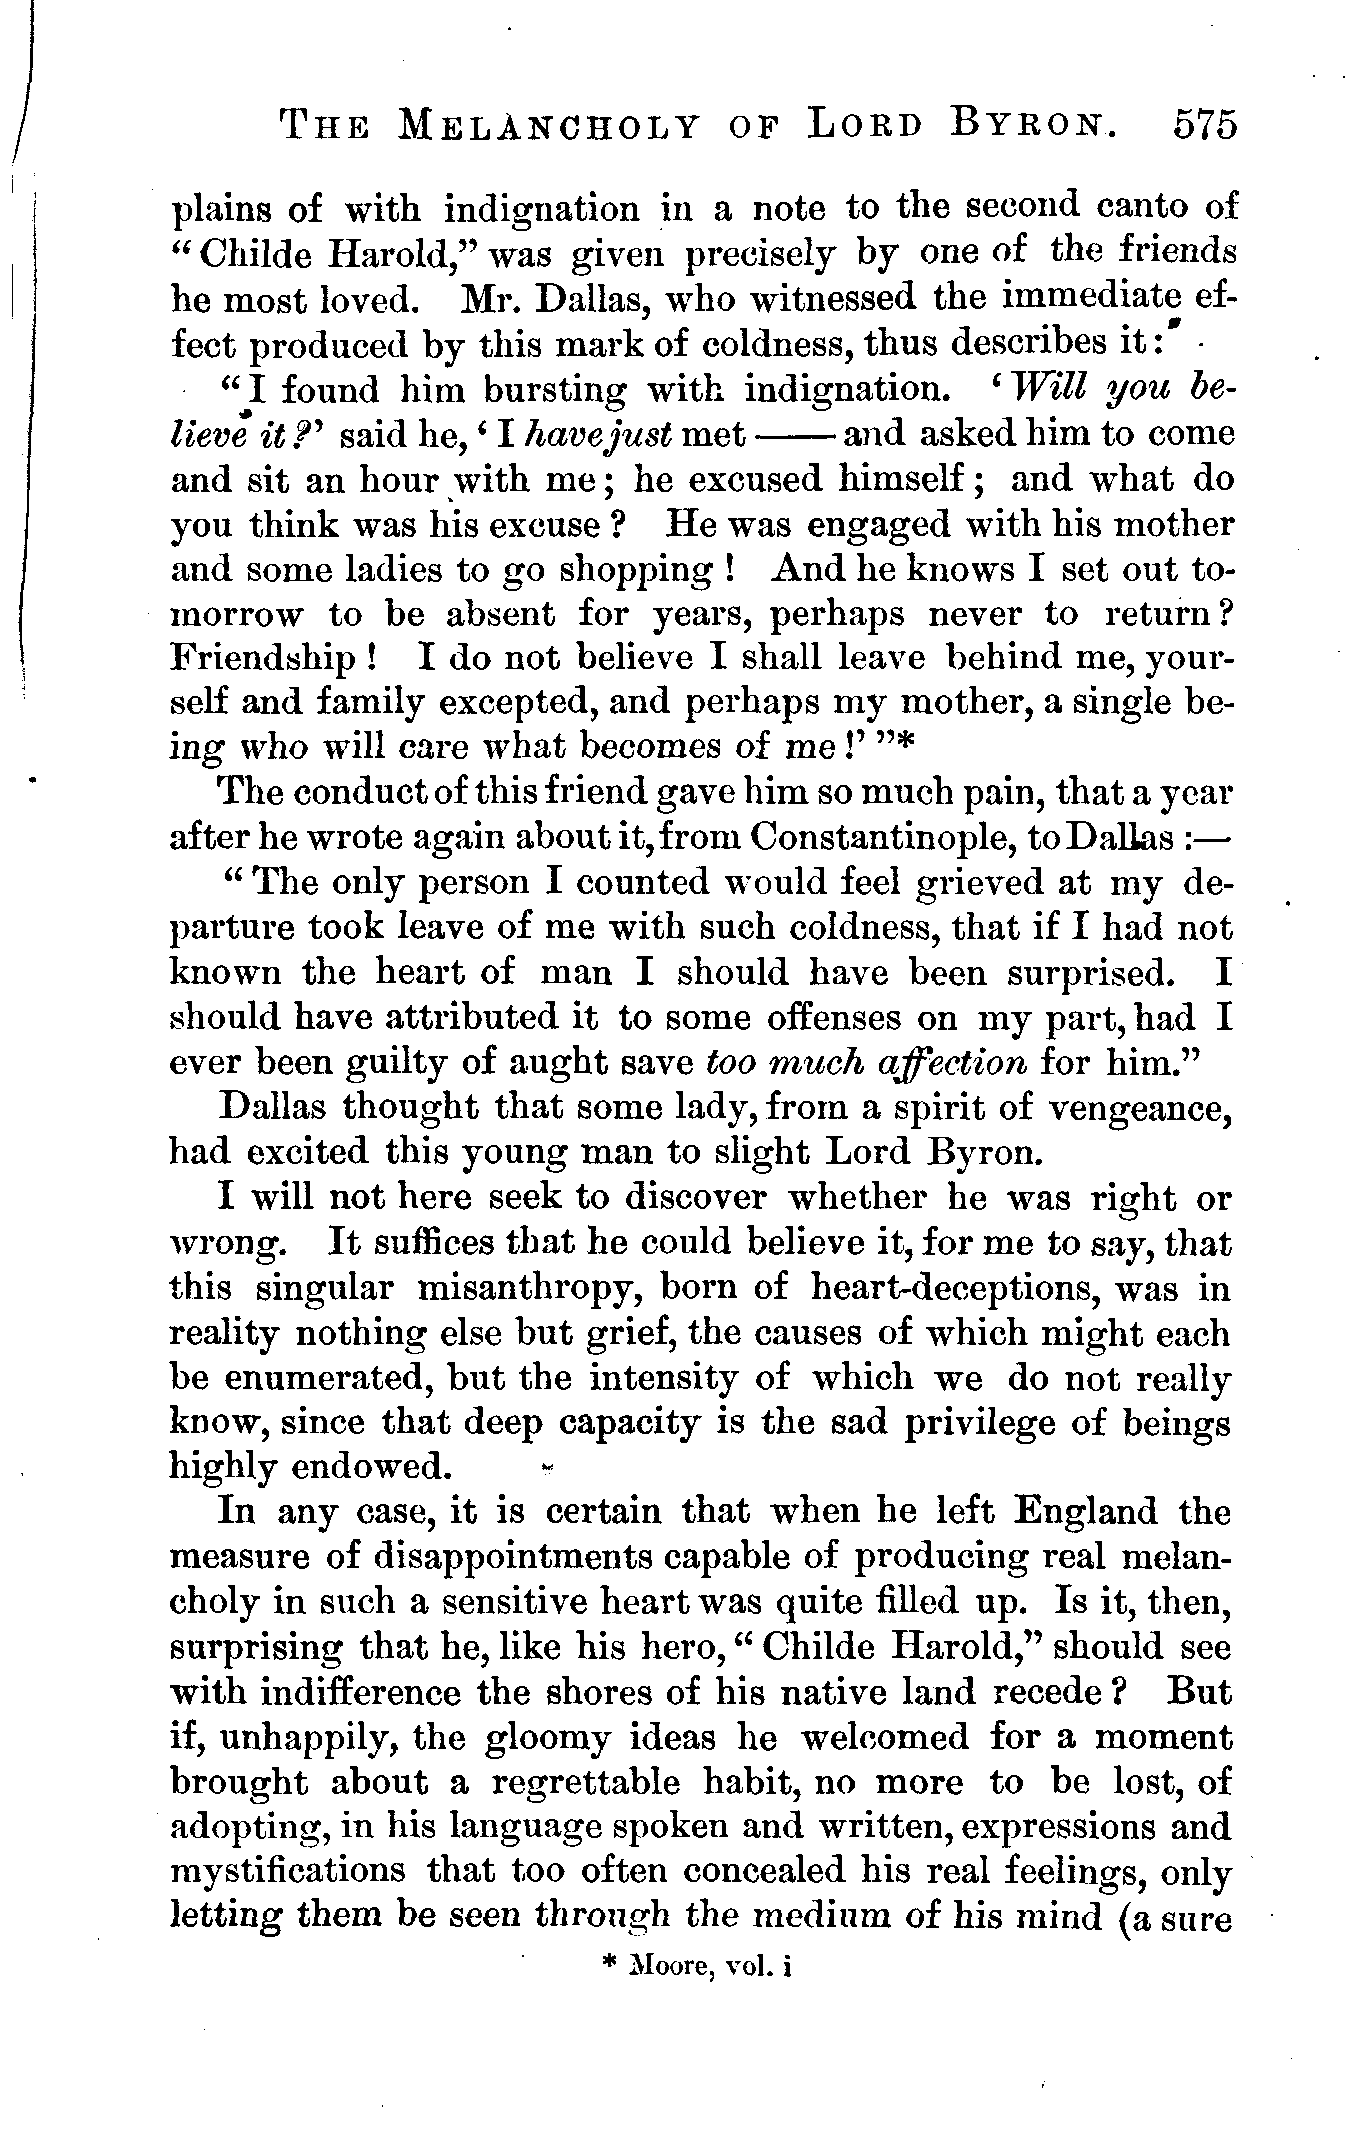 THE MELANCHOLY OF LORD BYRON. 575
plains of with indignation in a note to the second canto of
“Childe Harold,” was given precisely by one of the friends
he most loved. Mr. Dallas, who witnessed the immediate ef-
fect produced by this mark of coldness, thus describes it:
“I found him bursting with indignation. ‘Will you be-
lieve it?’ said he, ‘I have just met —— and asked him to come
and sit an hour with me; he excused himself; and what do
you think was his excuse? He was engaged with his mother
and some ladies to go shopping! And he knows I set out to-
morrow to be absent for years, perhaps never to return?
Friendship! I do not believe I shall leave behind me, your-
self and family excepted, and perhaps my mother, a single be-
ing who will care what becomes of me!’ ”*
The conduct of this friend gave him so much pain, that a year
after he wrote again about it, from Constantinople, to Dallas:—
“The only person I counted would feel grieved at my de-
parture took leave of me with such coldness, that if I had not
known the heart of man I should have been surprised. I
should have attributed it to some offenses on my part, had I
ever been guilty of aught save too much affection for him.”
Dallas thought that some lady, from a spirit of vengeance,
had excited this young man to slight Lord Byron.
I will not here seek to discover whether he was right or
wrong. It suffices that he could believe it, for me to say, that
this singular misanthropy, born of heart-deceptions, was in
reality nothing else but grief, the causes of which might each
be enumerated, but the intensity of which we do not really
know, since that deep capacity is the sad privilege of beings
highly endowed.
In any case, it is certain that when he left England the
measure of disappointments capable of producing real melan-
choly in such a sensitive heart was quite filled up. Is it, then,
surprising that he, like his hero, “Childe Harold,” should see
with indifference the shores of his native land recede? But
if, unhappily, the gloomy ideas he welcomed for a moment
brought about a regrettable habit, no more to be lost, of
adopting, in his language spoken and written, expressions and
mystifications that too often concealed his real feelings, only
letting them be seen through the medium of his mind (a sure
* Moore, vol. i